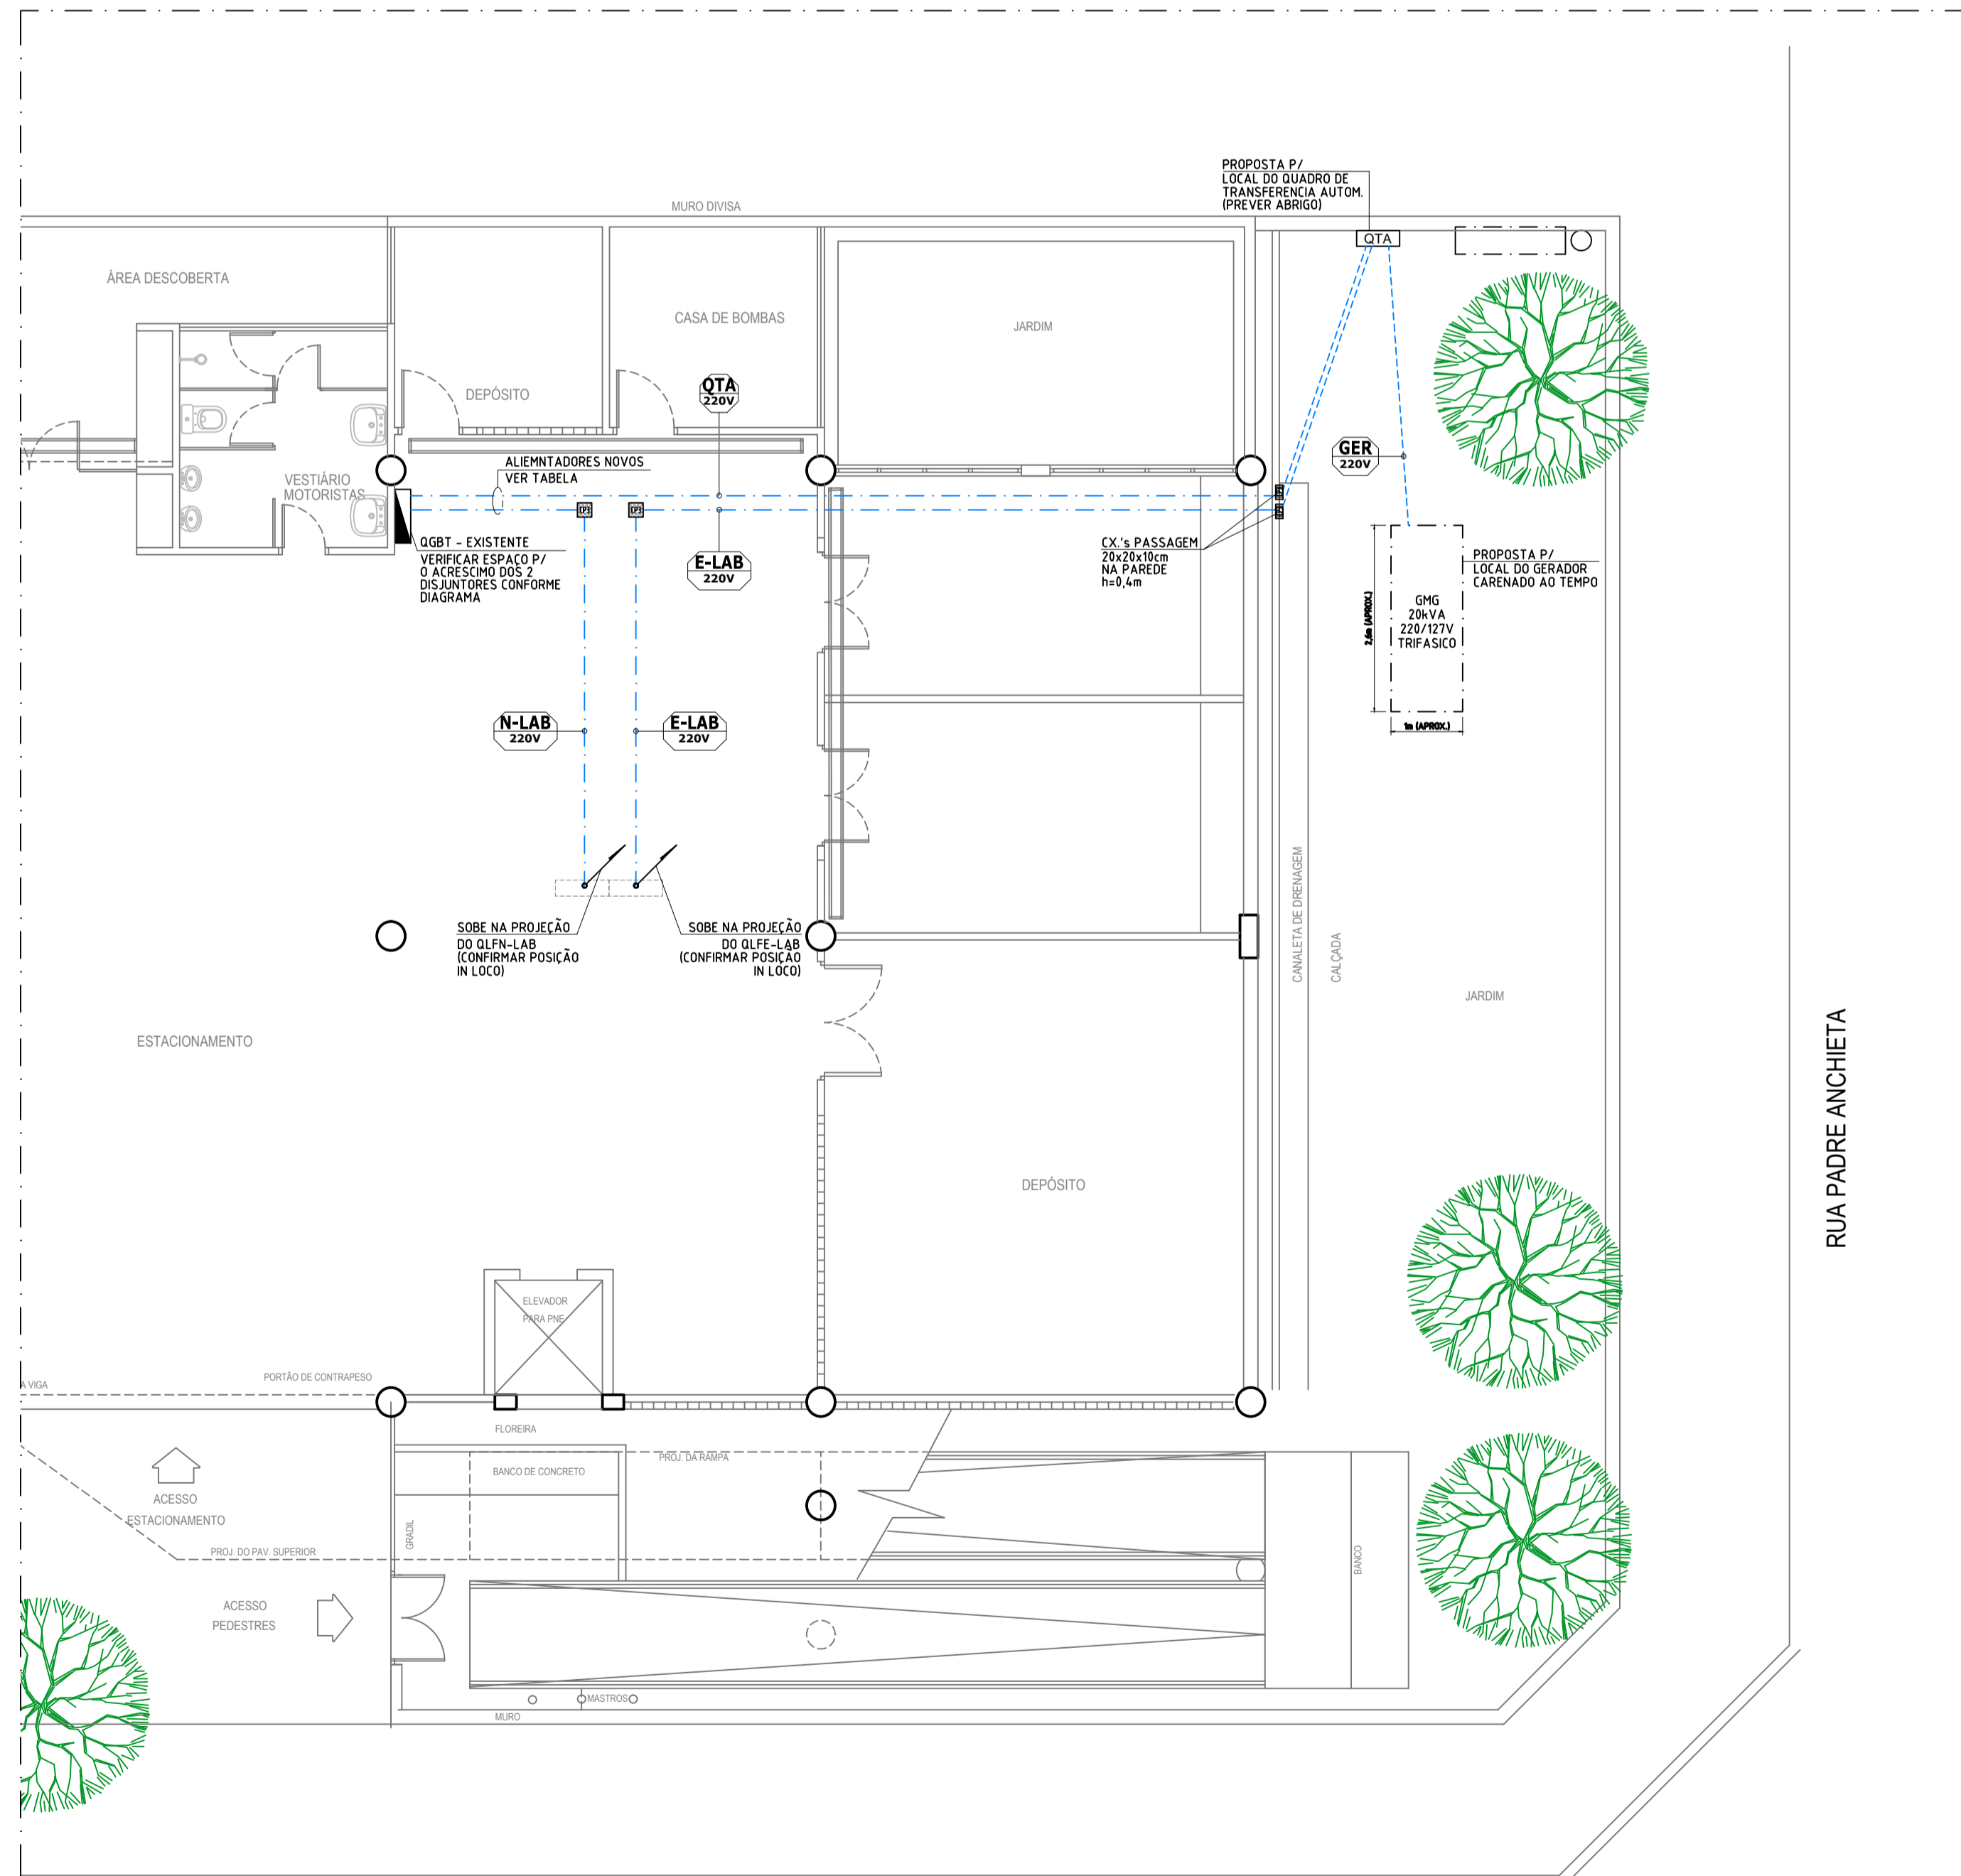 PROPOSTA P/
LOCAL DO QUADRO DE
TRANSFERENCIA AUTOM.
(PREVER ABRIGO)
MURO DIVISA
QTA
ÁREA DESCOBERTA
CASA DE BOMBAS
JARDIM
DEPÓSITO
QTA
220V
GER
220V
ALIEMNTADORES NOVOS
VER TABELA
VESTIÁRIO
MOTORISTAS
CP3
CP3
QGBT - EXISTENTE
VERIFICAR ESPAÇO P/
O ACRESCIMO DOS 2
DISJUNTORES CONFORME
DIAGRAMA
E-LAB
220V
CX.'s PASSAGEM
20x20x10cm
NA PAREDE
h=0,4m
PROPOSTA P/
LOCAL DO GERADOR
CARENADO AO TEMPO
GMG
20kVA
220/127V
TRIFASICO
2,6m (APROX.)
1m (APROX.)
N-LAB
220V
E-LAB
220V
SOBE NA PROJEÇÃO
DO QLFN-LAB
(CONFIRMAR POSIÇÃO
IN LOCO)
SOBE NA PROJEÇÃO
DO QLFE-LAB
(CONFIRMAR POSIÇÃO
IN LOCO)
CANALETA DE DRENAGEM
CALÇADA
JARDIM
ESTACIONAMENTO
RUA PADRE ANCHIETA
DEPÓSITO
ELEVADOR
PARA PNE
A VIGA
PORTÃO DE CONTRAPESO
FLOREIRA
PROJ. DA RAMPA
BANCO DE CONCRETO
ACESSO
ESTACIONAMENTO
GRADIL
PROJ. DO PAV. SUPERIOR
BANCO
ACESSO
PEDESTRES
MASTROS
MURO